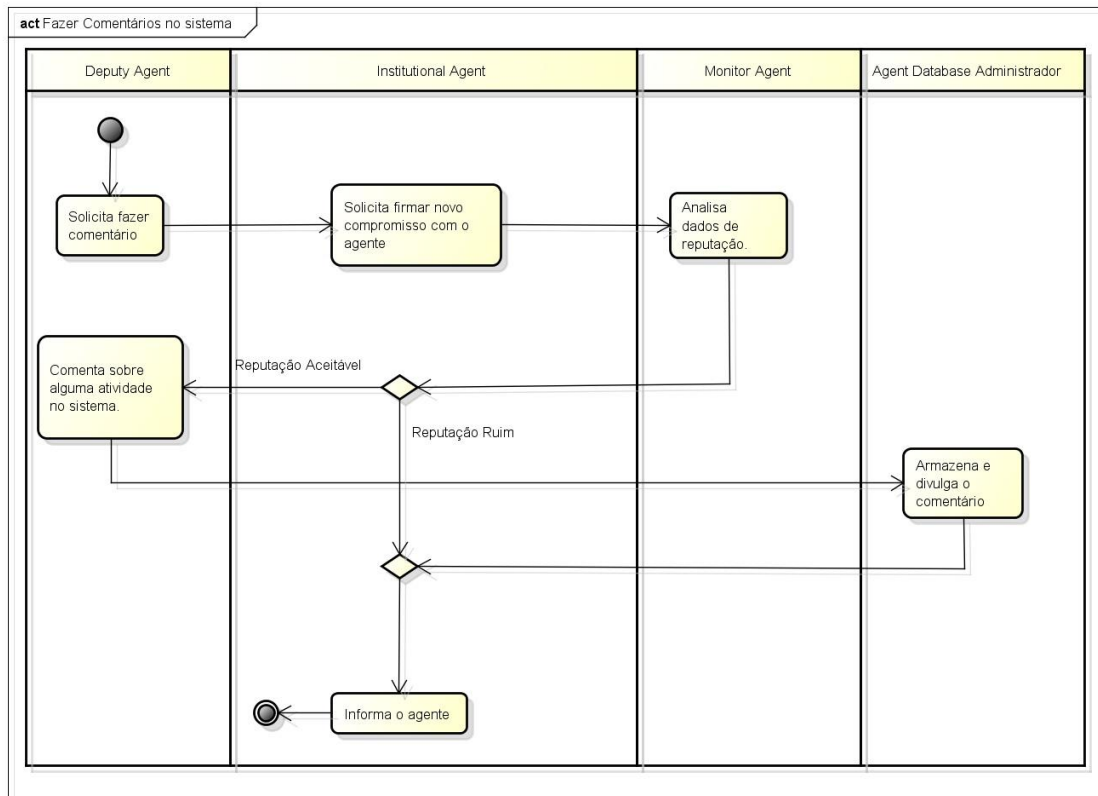 act Fazer Comentários no sistema
Deputy Agent
Institutional Agent
Monitor Agent
Agent Database Administrador
Solicita fazer
comentário
Solicita firmar novo
compromisso com o
agente
Analisa
dados de
reputação.
Comenta sobre
alguma atividade
no sistema.
Reputação Aceitável
Reputação Ruim
Armazena e
divulga o
comentário
Informa o agente